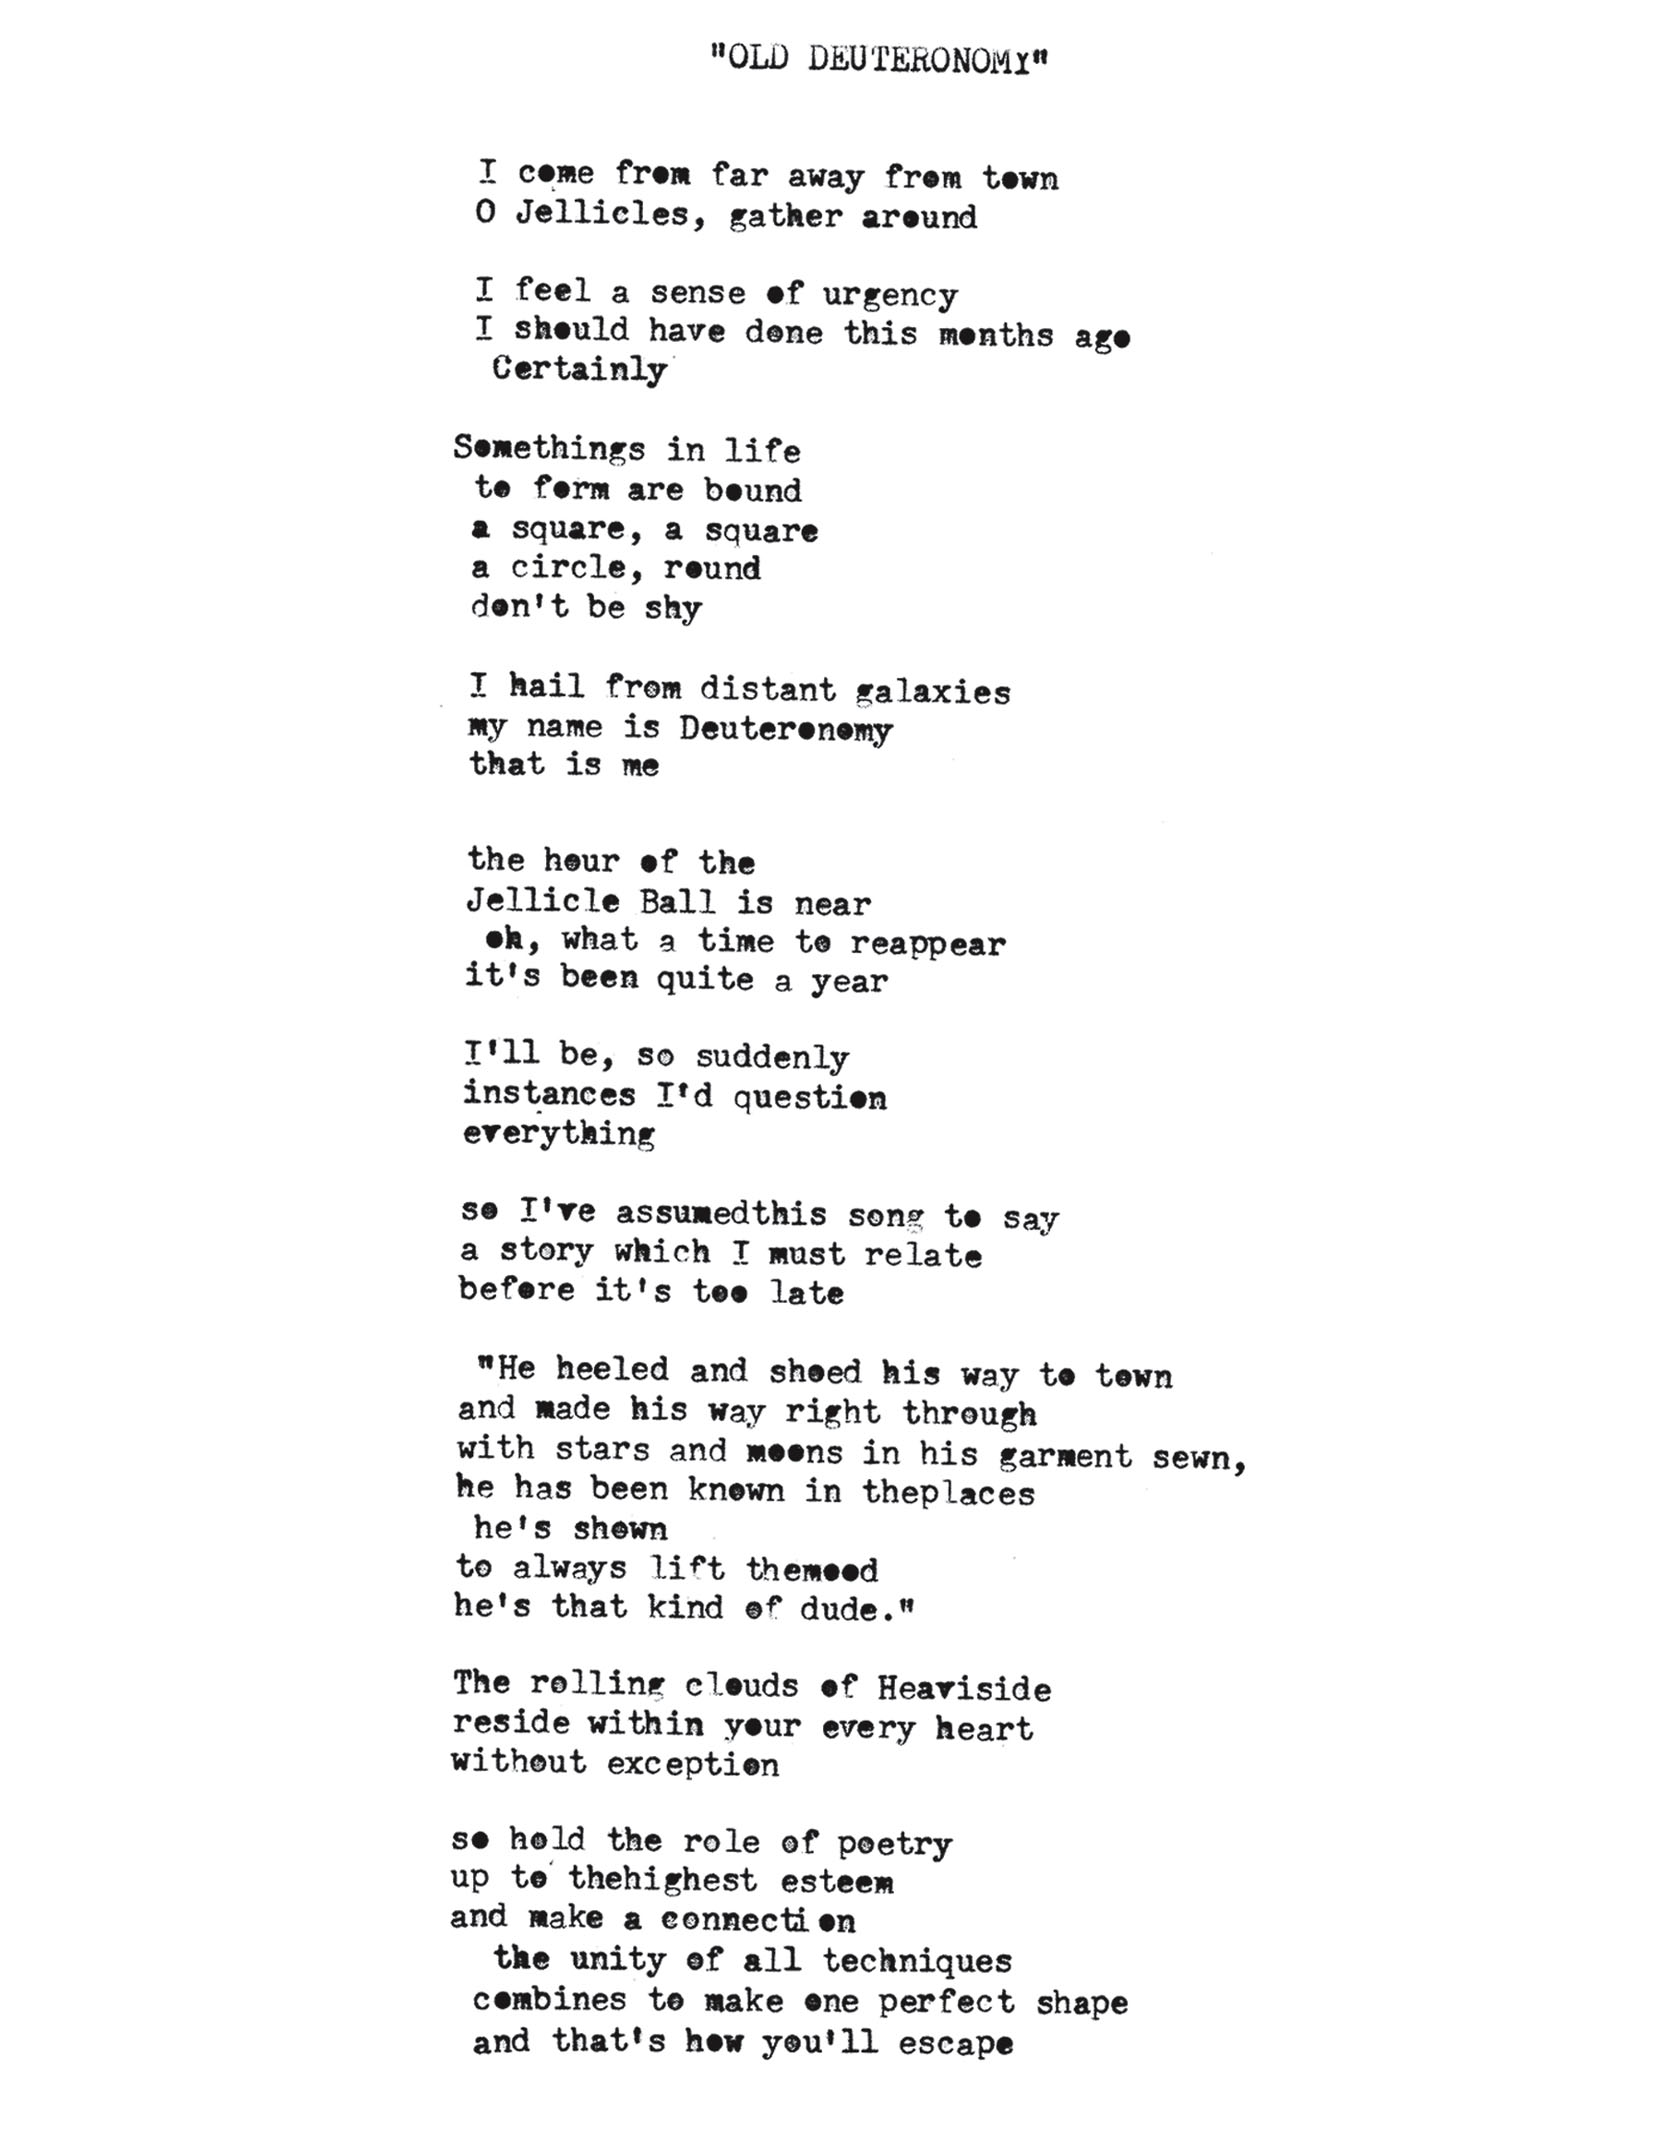 "OLD DEUTERONOMY"
I come from far away from town
O Jellicles, gather around
I feel a sense of urgency
I should have done this months ago
Certainly
Somethings in life
to form are bound
a square, a square
a circle, round
don't be shy
I hail from distant galaxies
my name is Deuteronomy
that is me
the hour of the
Jellicle Ball is near
oh, what a time to reappear
it's been quite a year
I'll be, so suddenly
instances I'd question
everything
so I've assumedthis song to say
a story which I must relate
before it's too late
"He heeled and shoed his way to town
and made his way right through
with stars and moons in his garment sewn,
he has been known in theplaces
he's shown
to always lift themood
he's that kind of dude."
The rolling clouds of Heaviside
reside within your every heart
without exception
so hold the role of poetry
up to thehighest esteem
and make a connection
the unity of all techniques
combines to make one perfect shape
and that's how you'll escape